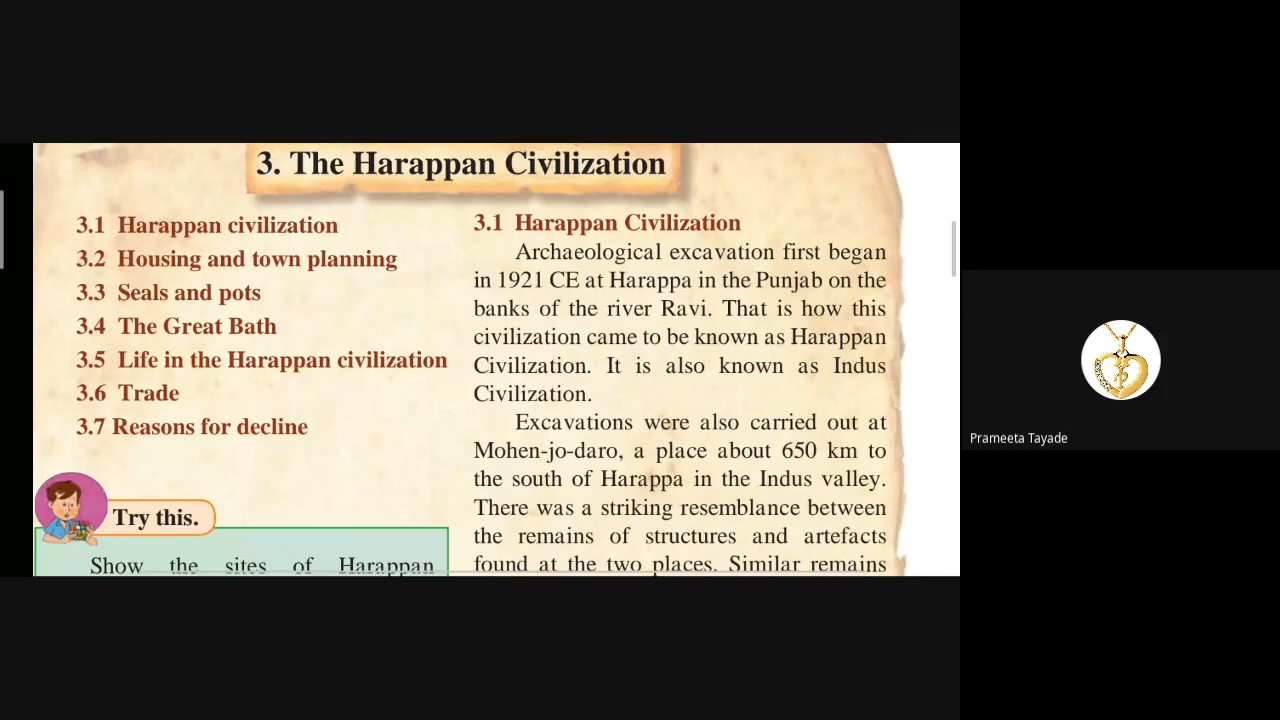 3. The Harappan Civilization
3.1 Harappan civilization
3.2 Housing and town planning
3.3 Seals and pots
3.4 The Great Bath
3.5 Life in the Harappan civilization
3.6 Trade
3.7 Reasons for decline
Try this.
Show the sites of Harappan
3.1 Harappan Civilization
Archaeological excavation first began
in 1921 CE at Harappa in the Punjab on the
banks of the river Ravi. That is how this
civilization came to be known as Harappan
Civilization. It is also known as Indus
Civilization.
Excavations were also carried out at
Mohen-jo-daro, a place about 650 km to
the south of Harappa in the Indus valley.
There was a striking resemblance between
the remains of structures and artefacts
found at the two places. Similar remains
Prameeta Tayade